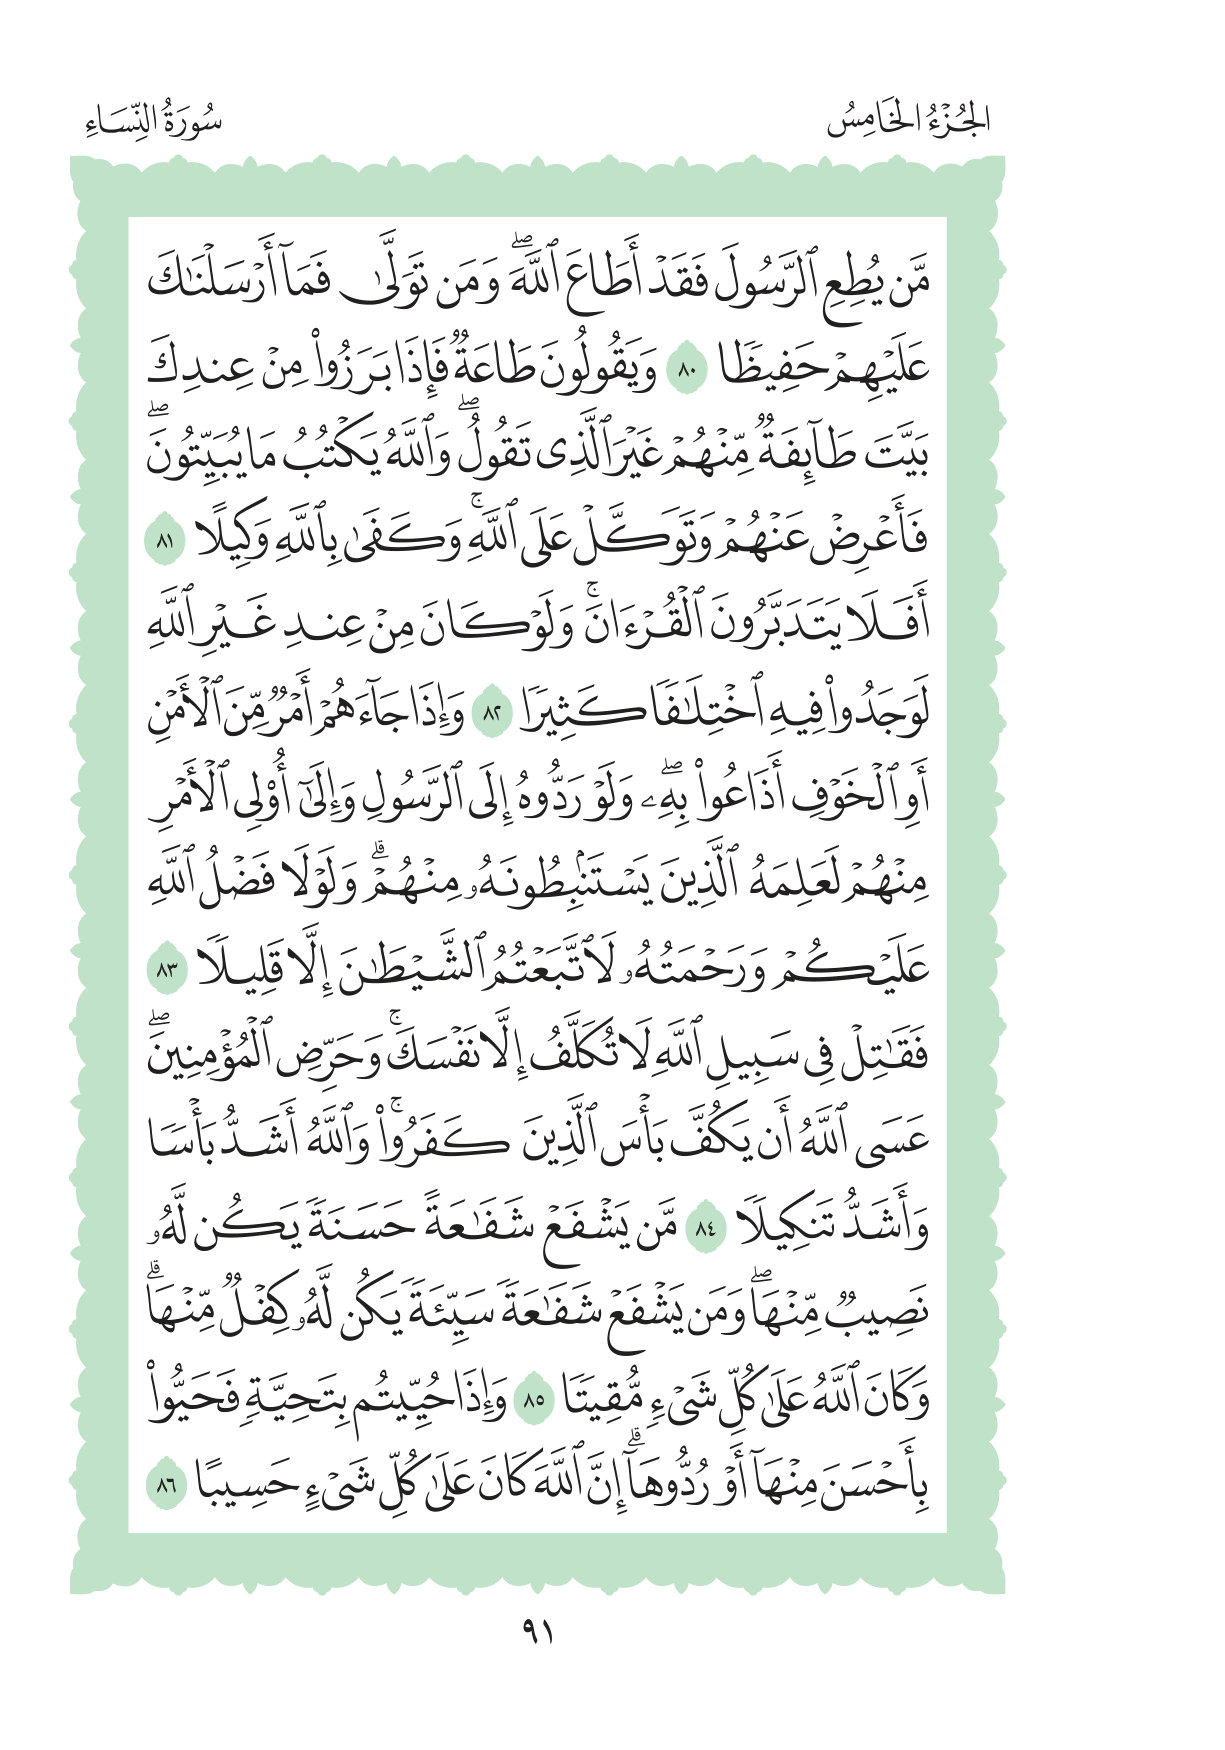 الجُزْءُ الخَامِسُ
سُورَةُ النِّسَاءِ
مَّن يُطِعِ ٱلرَّسُولَ فَقَدۡ أَطَاعَ ٱللَّهَۖ وَمَن تَوَلَّىٰ فَمَآ أَرۡسَلۡنَٰكَ
عَلَيۡهِمۡ حَفِيظٗا ٨٠ وَيَقُولُونَ طَاعَةٞ فَإِذَا بَرَزُواْ مِنۡ عِندِكَ
بَيَّتَ طَآئِفَةٞ مِّنۡهُمۡ غَيۡرَ ٱلَّذِي تَقُولُۖ وَٱللَّهُ يَكۡتُبُ مَا يُبَيِّتُونَۖ
فَأَعۡرِضۡ عَنۡهُمۡ وَتَوَكَّلۡ عَلَى ٱللَّهِۚ وَكَفَىٰ بِٱللَّهِ وَكِيلًا ٨١
أَفَلَا يَتَدَبَّرُونَ ٱلۡقُرۡءَانَۚ وَلَوۡ كَانَ مِنۡ عِندِ غَيۡرِ ٱللَّهِ
لَوَجَدُواْ فِيهِ ٱخۡتِلَٰفٗا كَثِيرٗا ٨٢ وَإِذَا جَآءَهُمۡ أَمۡرٞ مِّنَ ٱلۡأَمۡنِ
أَوِ ٱلۡخَوۡفِ أَذَاعُواْ بِهِۦۖ وَلَوۡ رَدُّوهُ إِلَى ٱلرَّسُولِ وَإِلَىٰٓ أُوْلِي ٱلۡأَمۡرِ
مِنۡهُمۡ لَعَلِمَهُ ٱلَّذِينَ يَسۡتَنۢبِطُونَهُۥ مِنۡهُمۡۗ وَلَوۡلَا فَضۡلُ ٱللَّهِ
عَلَيۡكُمۡ وَرَحۡمَتُهُۥ لَٱتَّبَعۡتُمُ ٱلشَّيۡطَٰنَ إِلَّا قَلِيلٗا ٨٣
فَقَٰتِلۡ فِي سَبِيلِ ٱللَّهِ لَا تُكَلَّفُ إِلَّا نَفۡسَكَۚ وَحَرِّضِ ٱلۡمُؤۡمِنِينَۖ
عَسَى ٱللَّهُ أَن يَكُفَّ بَأۡسَ ٱلَّذِينَ كَفَرُواْۚ وَٱللَّهُ أَشَدُّ بَأۡسٗا
وَأَشَدُّ تَنكِيلٗا ٨٤ مَّن يَشۡفَعۡ شَفَٰعَةً حَسَنَةٗ يَكُن لَّهُۥ
نَصِيبٞ مِّنۡهَاۖ وَمَن يَشۡفَعۡ شَفَٰعَةٗ سَيِّئَةٗ يَكُن لَّهُۥ كِفۡلٞ مِّنۡهَاۗ
وَكَانَ ٱللَّهُ عَلَىٰ كُلِّ شَيۡءٖ مُّقِيتٗا ٨٥ وَإِذَا حُيِّيتُم بِتَحِيَّةٖ فَحَيُّواْ
بِأَحۡسَنَ مِنۡهَآ أَوۡ رُدُّوهَآۗ إِنَّ ٱللَّهَ كَانَ عَلَىٰ كُلِّ شَيۡءٍ حَسِيبًا ٨٦
٩١